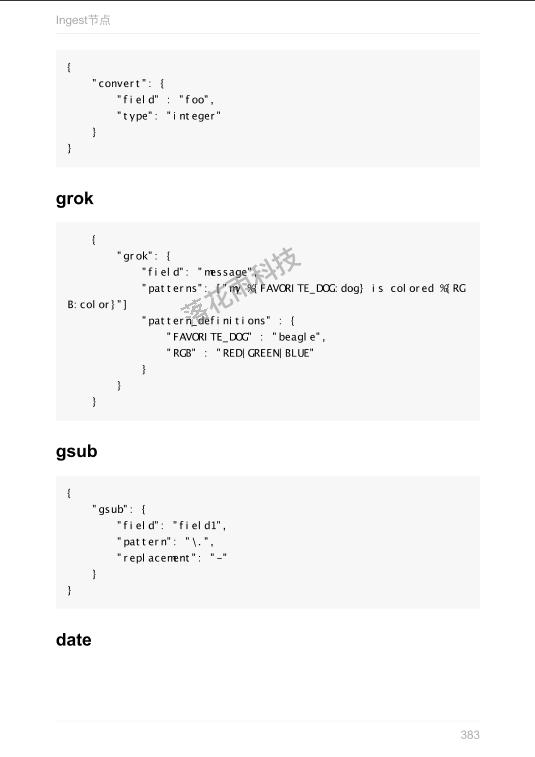 Ingest节点
{
    "convert": {
        "field" : "foo",
        "type": "integer"
    }
}
grok
    {
        "grok": {
            "field": "message",
            "patterns": ["my %{FAVORITE_DOG:dog} is colored %{RG
B:color}"]
            "pattern_definitions" : {
                "FAVORITE_DOG" : "beagle",
                "RGB" : "RED|GREEN|BLUE"
            }
        }
    }
落花雨科技
gsub
{
    "gsub": {
        "field": "field1",
        "pattern": "\.",
        "replacement": "-"
    }
}
date
383